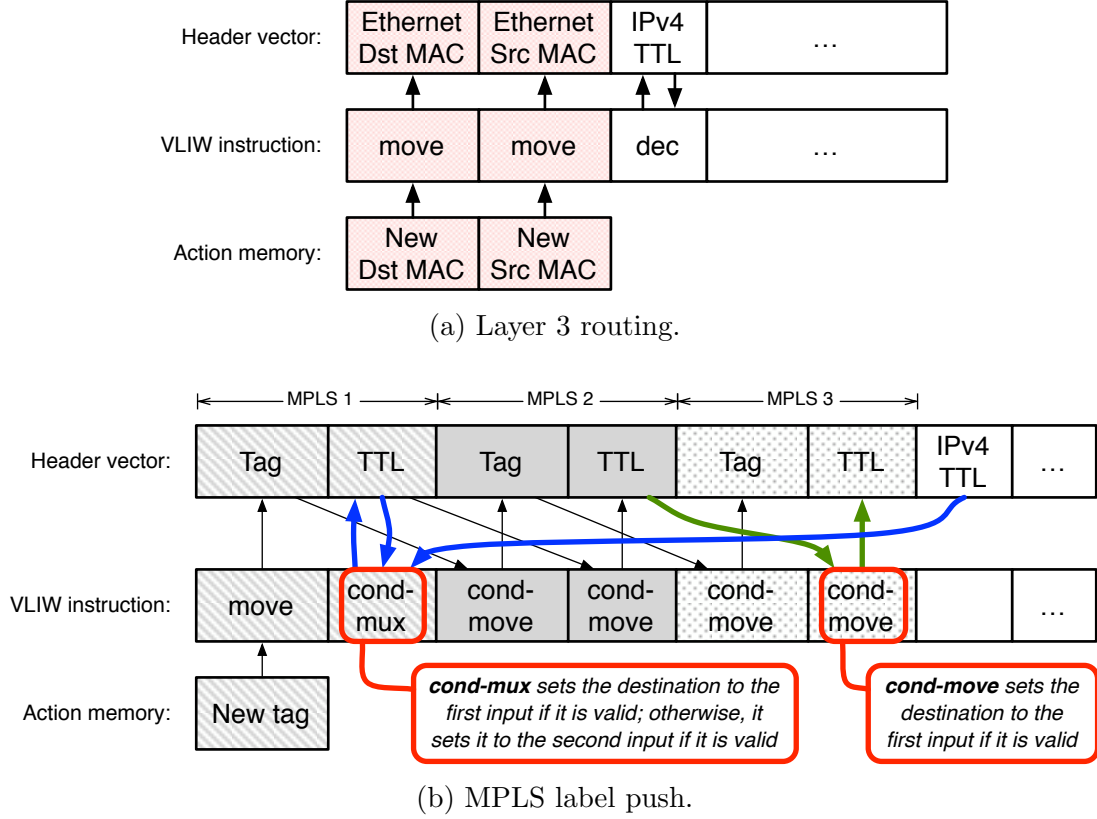 Header vector:
Ethernet
Dst MAC
Ethernet
Src MAC
IPv4
TTL
...
VLIW instruction:
move
move
dec
...
Action memory:
New
Dst MAC
New
Src MAC
(a) Layer 3 routing.
MPLS 1
MPLS 2
MPLS 3
Header vector:
Tag
TTL
Tag
TTL
Tag
TTL
IPv4
TTL
...
VLIW instruction:
move
cond-
mux
cond-
move
cond-
move
cond-
move
cond-
move
...
Action memory:
New tag
cond-mux sets the destination to the
first input if it is valid; otherwise, it
sets it to the second input if it is valid
cond-move sets the
destination to the
first input if it is valid
(b) MPLS label push.